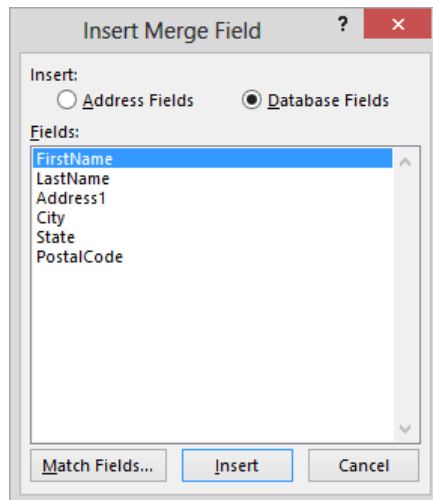 Insert Merge Field ? ×
Insert:
Address Fields Database Fields
Fields:
FirstName
LastName
Address1
City
State
PostalCode
Match Fields... Insert Cancel